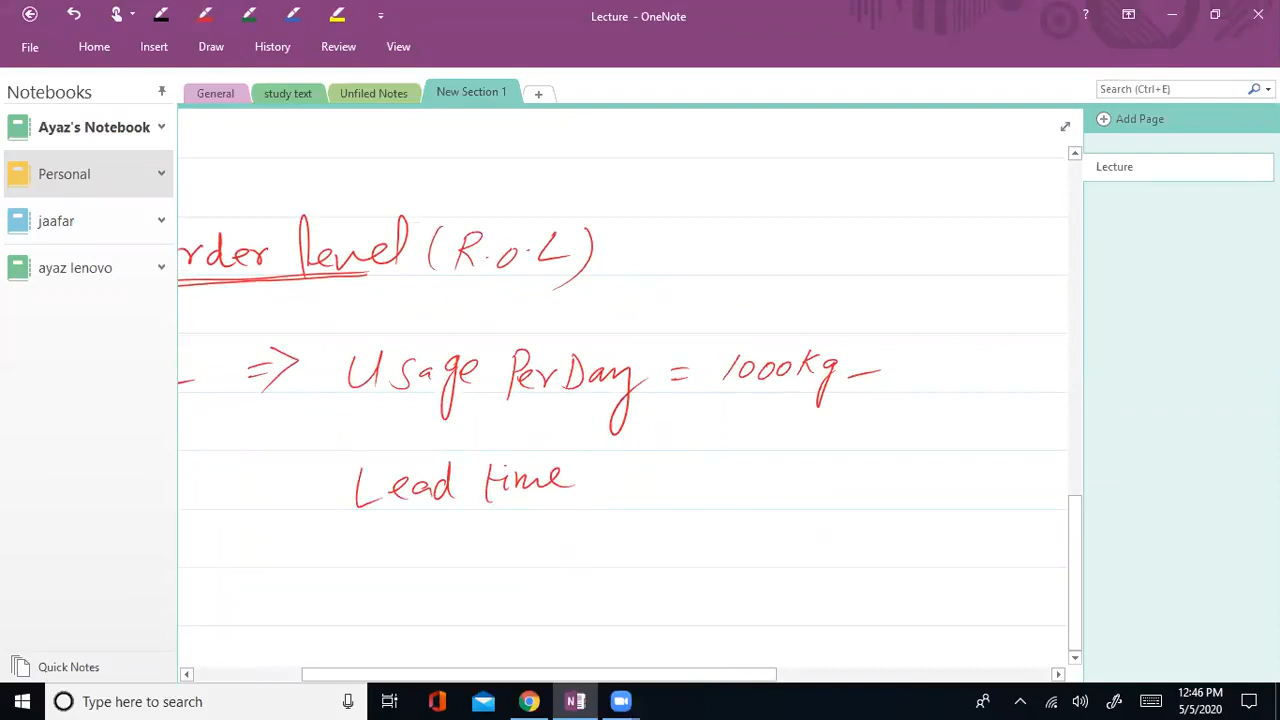 Lecture - OneNote
File
Home
Insert
Draw
History
Review
View
Notebooks
General
study text
Unfiled Notes
New Section 1
Search (Ctrl+E)
Ayaz's Notebook
Personal
jaafar
ayaz lenovo
Add Page
Lecture
rder level (R.O.L)
=> Usage Per Day = 1000Kg
Lead time
Quick Notes
Type here to search
12:46 PM
5/5/2020